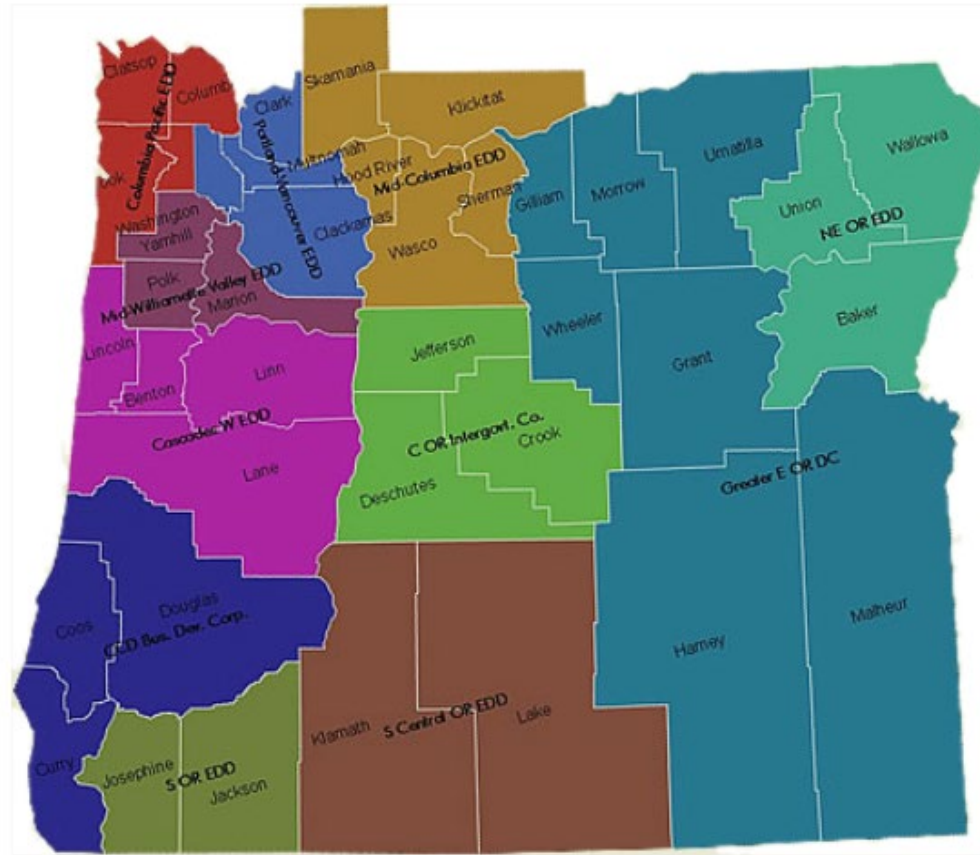 Clatsop
Columb
Columbia Pacific EDD
ook
Skamania
Klickitat
Clark
Portland-Vancouver EDD
Multnomah
Hood River
Mid-Columbia EDD
Sherman
Gilliam
Morrow
Umatilla
Wallowa
Union
NE OR EDD
Washington
Yamhill
Clackamas
Wasco
Polk
Mid-Willamette Valley EDD
Marion
Baker
Wheeler
Grant
Jefferson
Lincoln
Linn
Benton
Cascades W EDD
Lane
C OR Intergovt. Co.
Crook
Deschutes
Greater E OR DC
Douglas
Coos
CCD Bus. Dev. Corp.
Malheur
Harney
Klamath
S Central OR EDD
Lake
Curry
Josephine
S OR EDD
Jackson